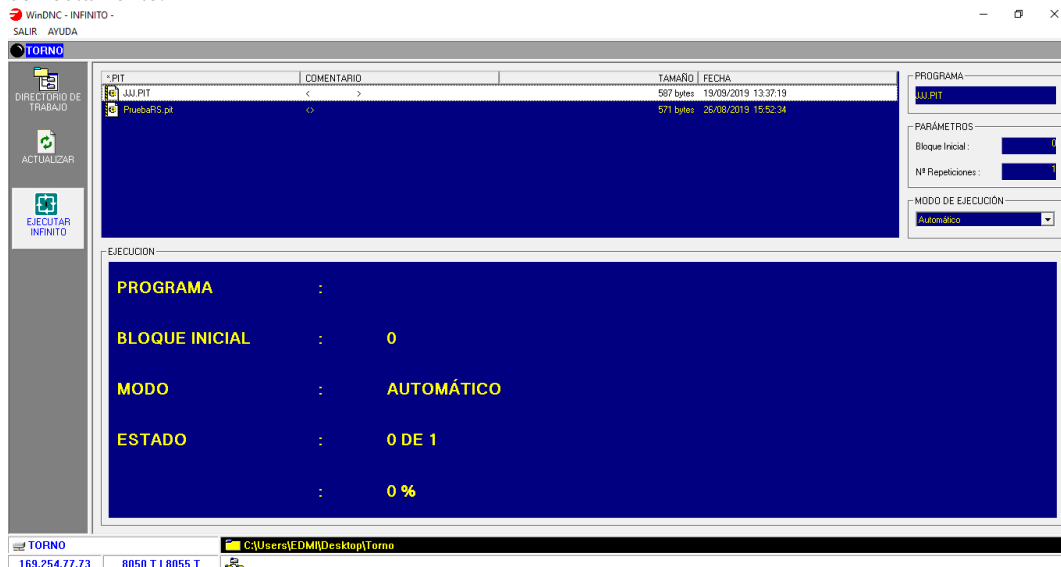 WinDNC - INFINITO -
SALIR AYUDA
TORNO
DIRECTORIO DE TRABAJO
ACTUALIZAR
EJECUTAR INFINITO
*.PIT COMENTARIO TAMAÑO FECHA
JJJ.PIT < > 587 bytes 19/09/2019 13:37:19
PruebaRS.pit <> 571 bytes 26/08/2019 15:52:34
PROGRAMA
JJJ.PIT
PARÁMETROS
Bloque Inicial : 0
Nº Repeticiones : 1
MODO DE EJECUCIÓN
Automático
EJECUCION
PROGRAMA :
BLOQUE INICIAL : 0
MODO : AUTOMÁTICO
ESTADO : 0 DE 1
: 0 %
TORNO C:\Users\EDMI\Desktop\Torno
169.254.77.73 8050 T | 8055 T